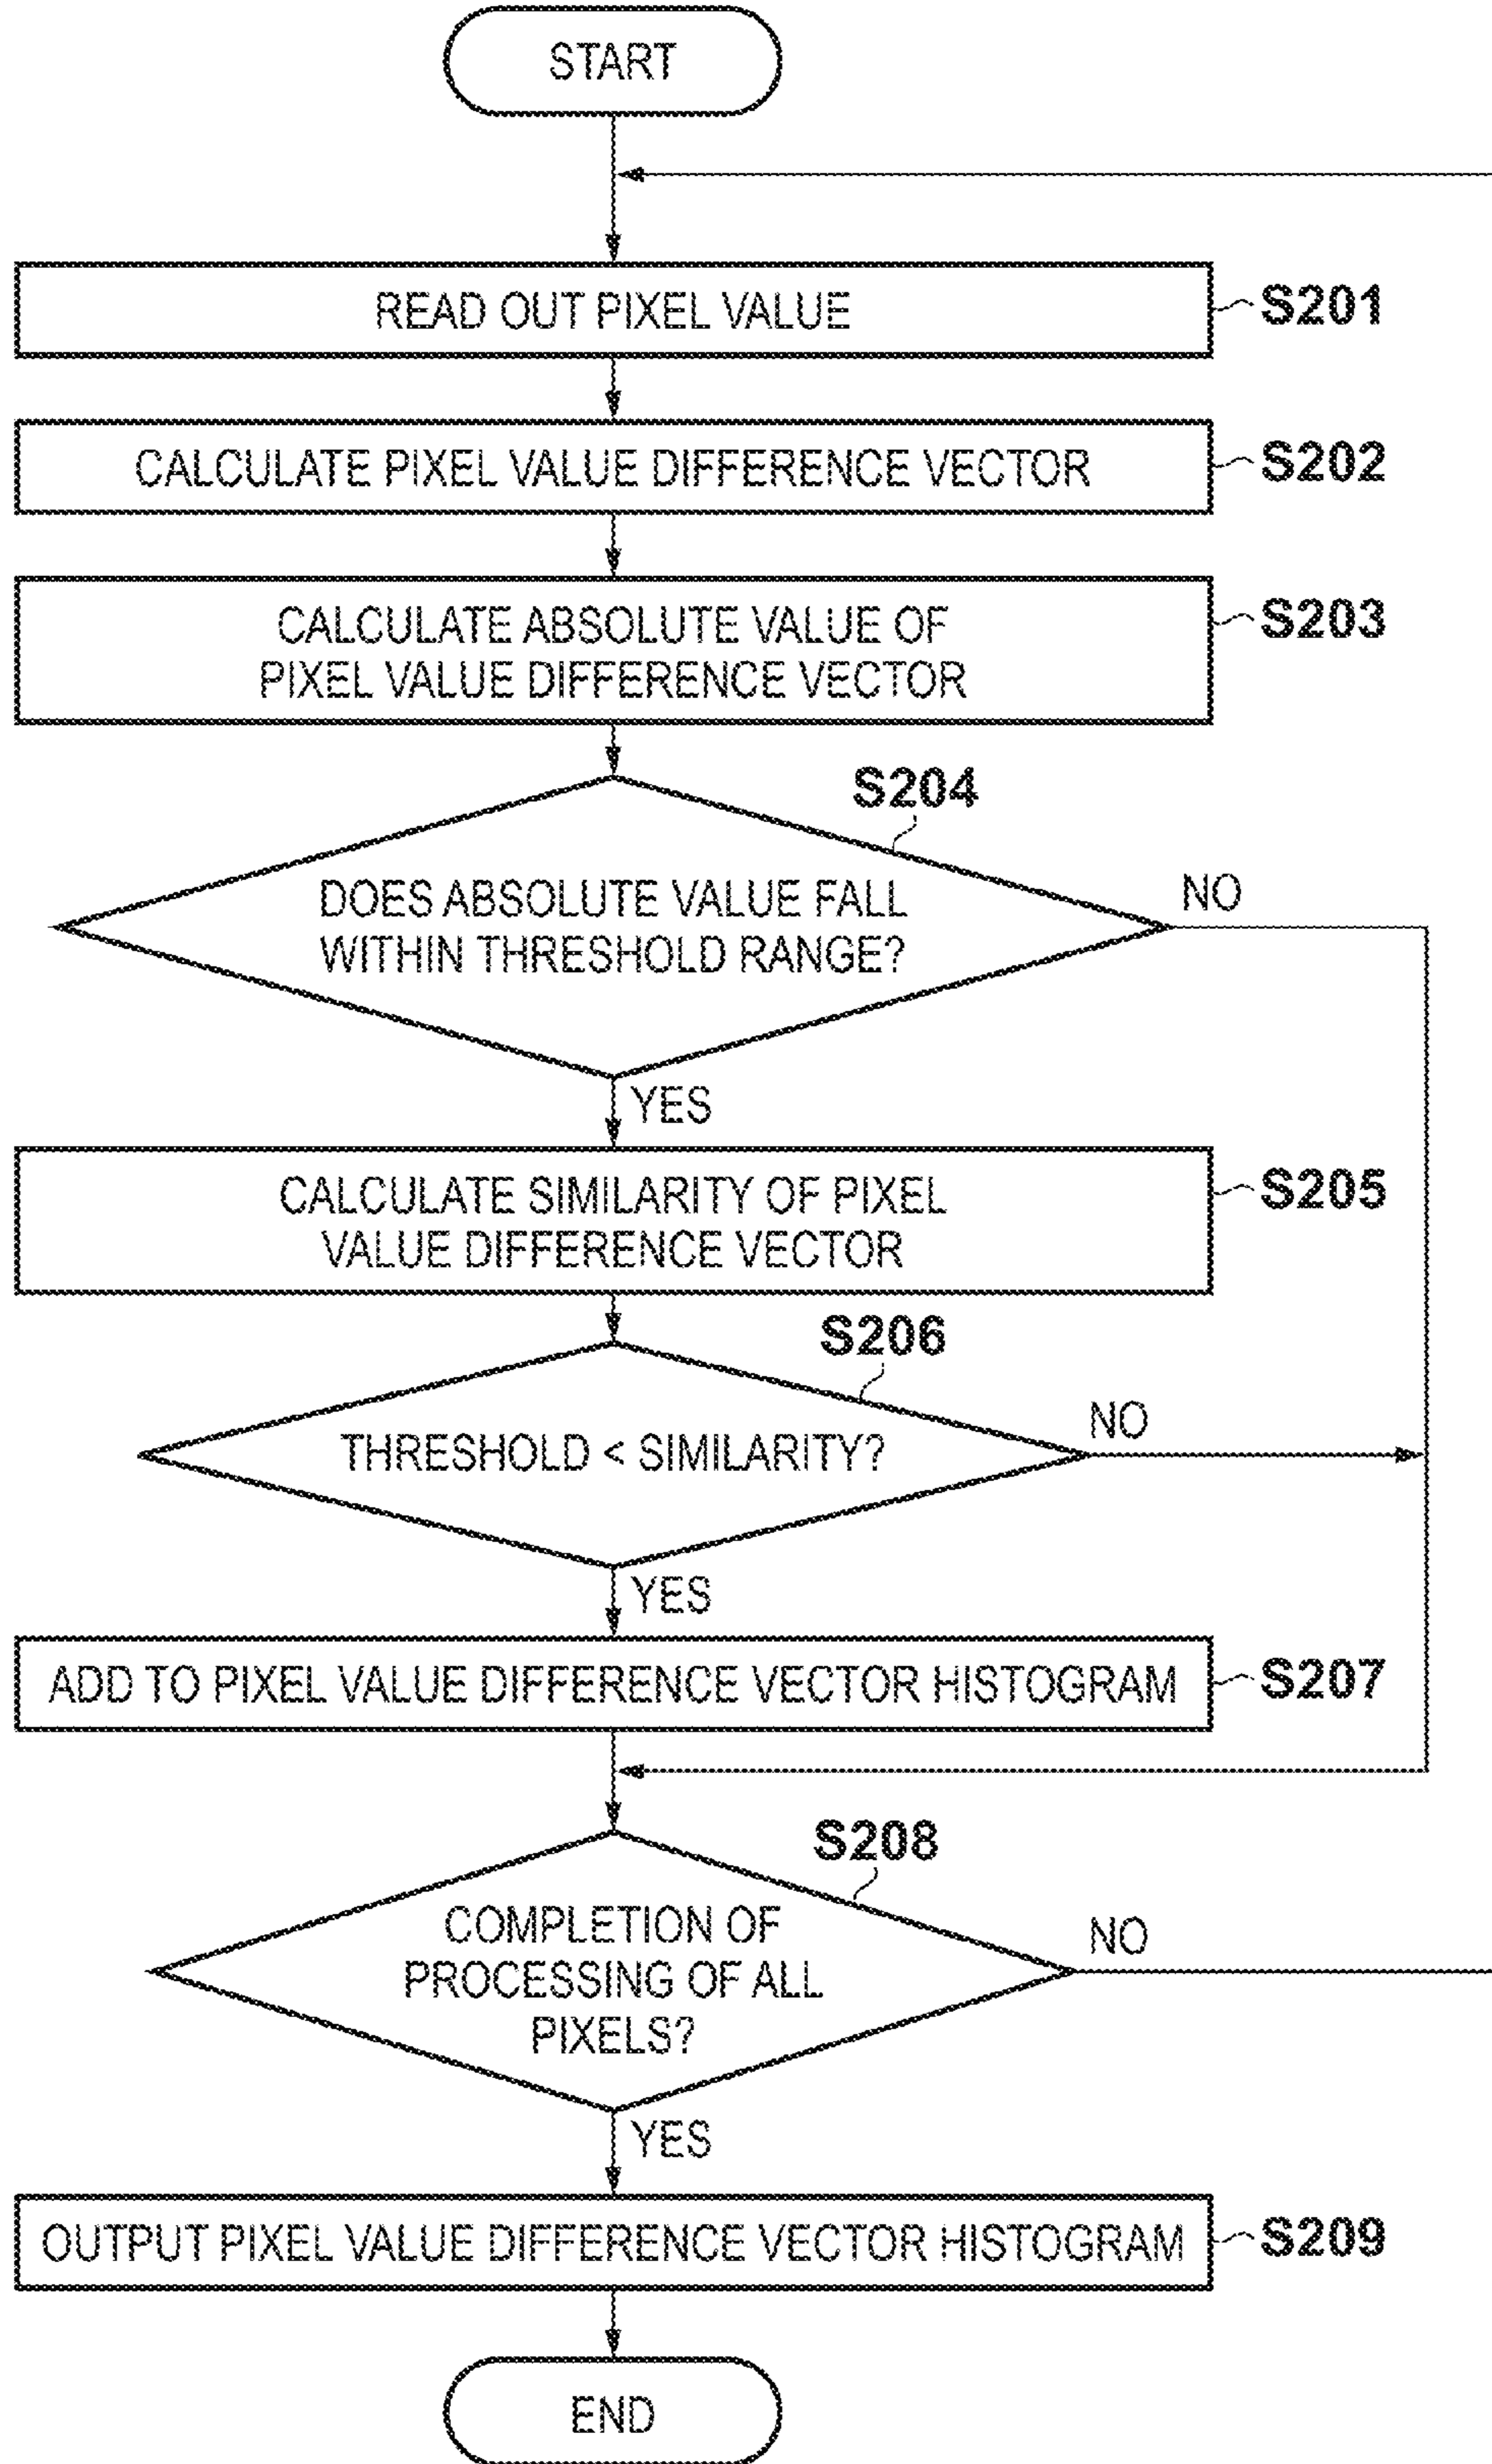 START
READ OUT PIXEL VALUE
S201
CALCULATE PIXEL VALUE DIFFERENCE VECTOR
S202
CALCULATE ABSOLUTE VALUE OF
PIXEL VALUE DIFFERENCE VECTOR
S203
S204
DOES ABSOLUTE VALUE FALL
WITHIN THRESHOLD RANGE?
NO
YES
CALCULATE SIMILARITY OF PIXEL
VALUE DIFFERENCE VECTOR
S205
S206
THRESHOLD < SIMILARITY?
NO
YES
ADD TO PIXEL VALUE DIFFERENCE VECTOR HISTOGRAM
S207
S208
COMPLETION OF
PROCESSING OF ALL
PIXELS?
NO
YES
OUTPUT PIXEL VALUE DIFFERENCE VECTOR HISTOGRAM
S209
END